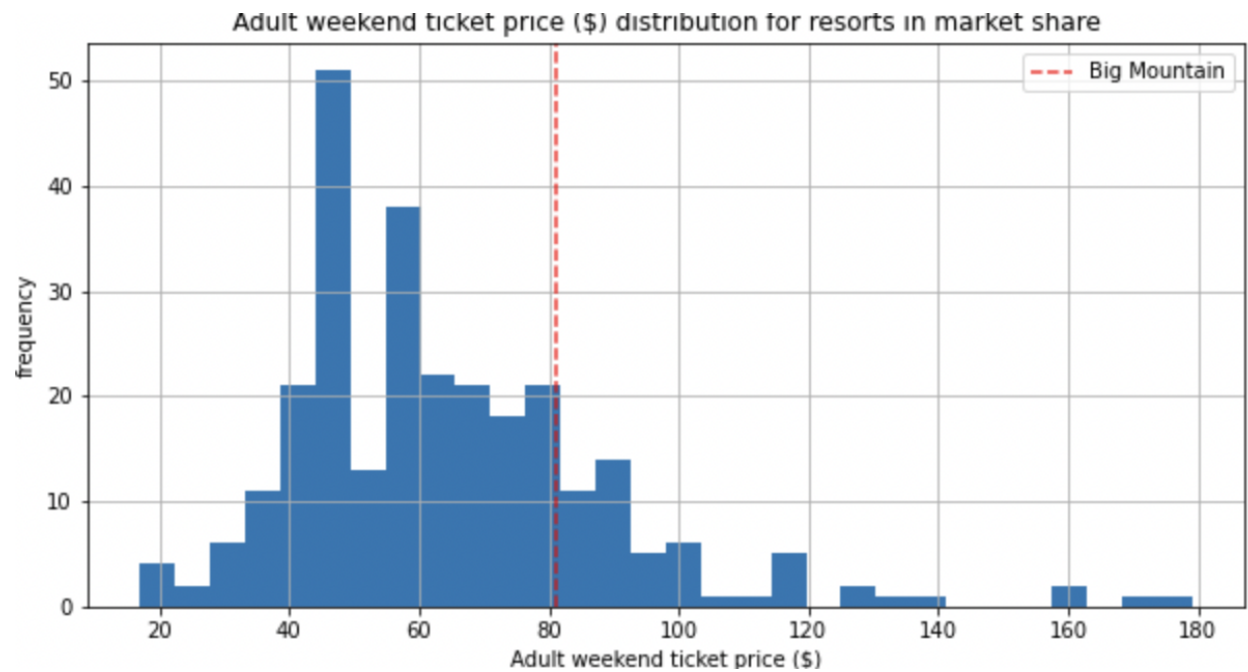 Adult weekend ticket price ($) distribution for resorts in market share
Big Mountain
frequency
50
40
30
20
10
0
20 40 60 80 100 120 140 160 180
Adult weekend ticket price ($)